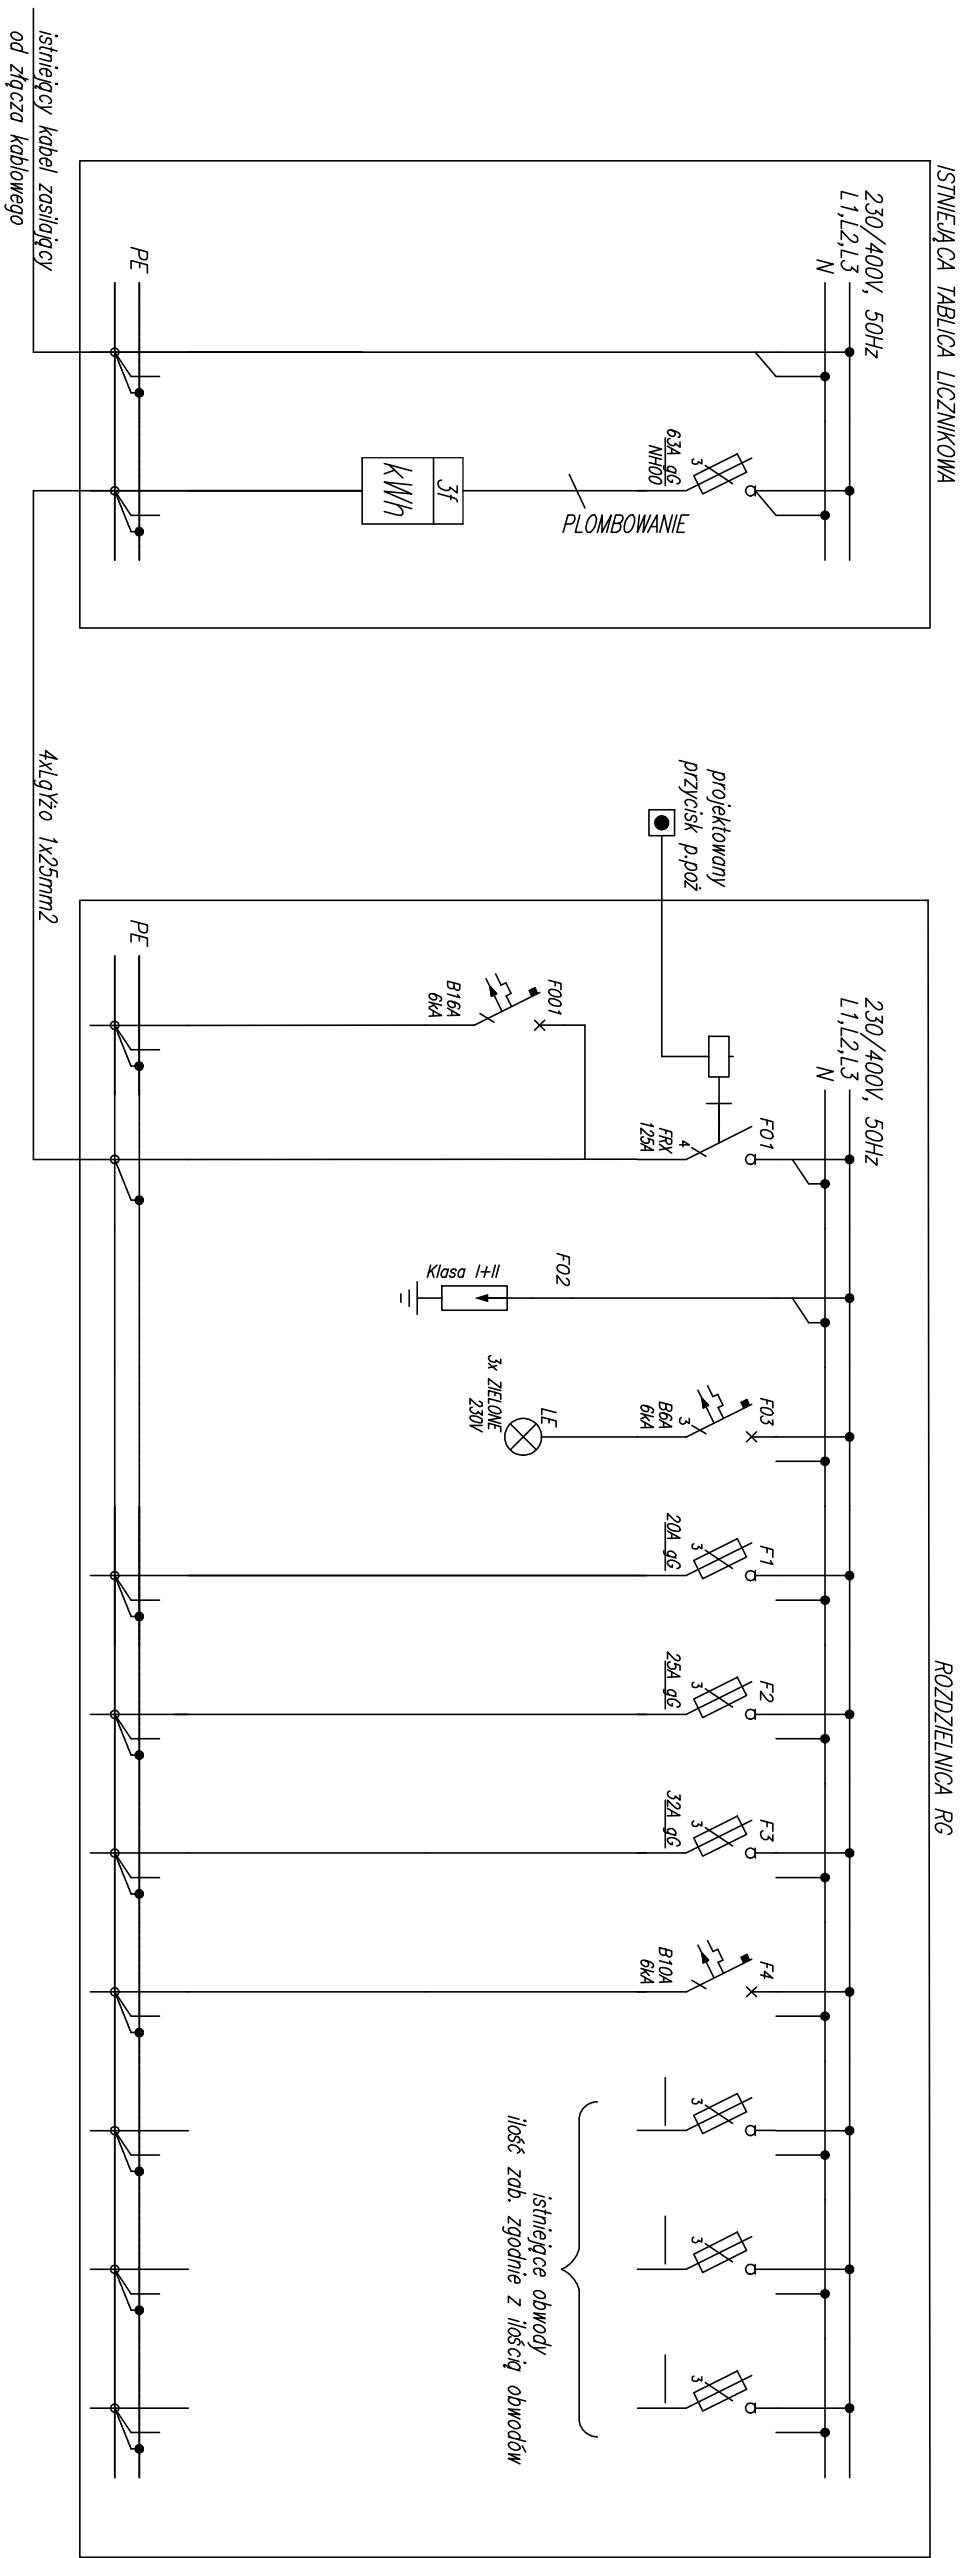 ISTNIEJĄCA TABLICA LICZNIKOWA
230/400V, 50Hz
L1,L2,L3
N
63A gG
NH00
3
PLOMBOWANIE
3f
kWh
PE
istniejący kabel zasilający
od złącza kablowego
4xLgYżo 1x25mm2
projektowany
przycisk p.poż
ROZDZIELNICA RG
230/400V, 50Hz
L1,L2,L3
N
PE
F001
B16A
6kA
F01
4
FRX
125A
F02
Klasa I+II
F03
3
B6A
6kA
LE
3x ZIELONE
230V
F1
3
20A gG
F2
3
25A gG
F3
3
32A gG
F4
B10A
6kA
3
3
3
istniejące obwody
ilość zab. zgodnie z ilością obwodów